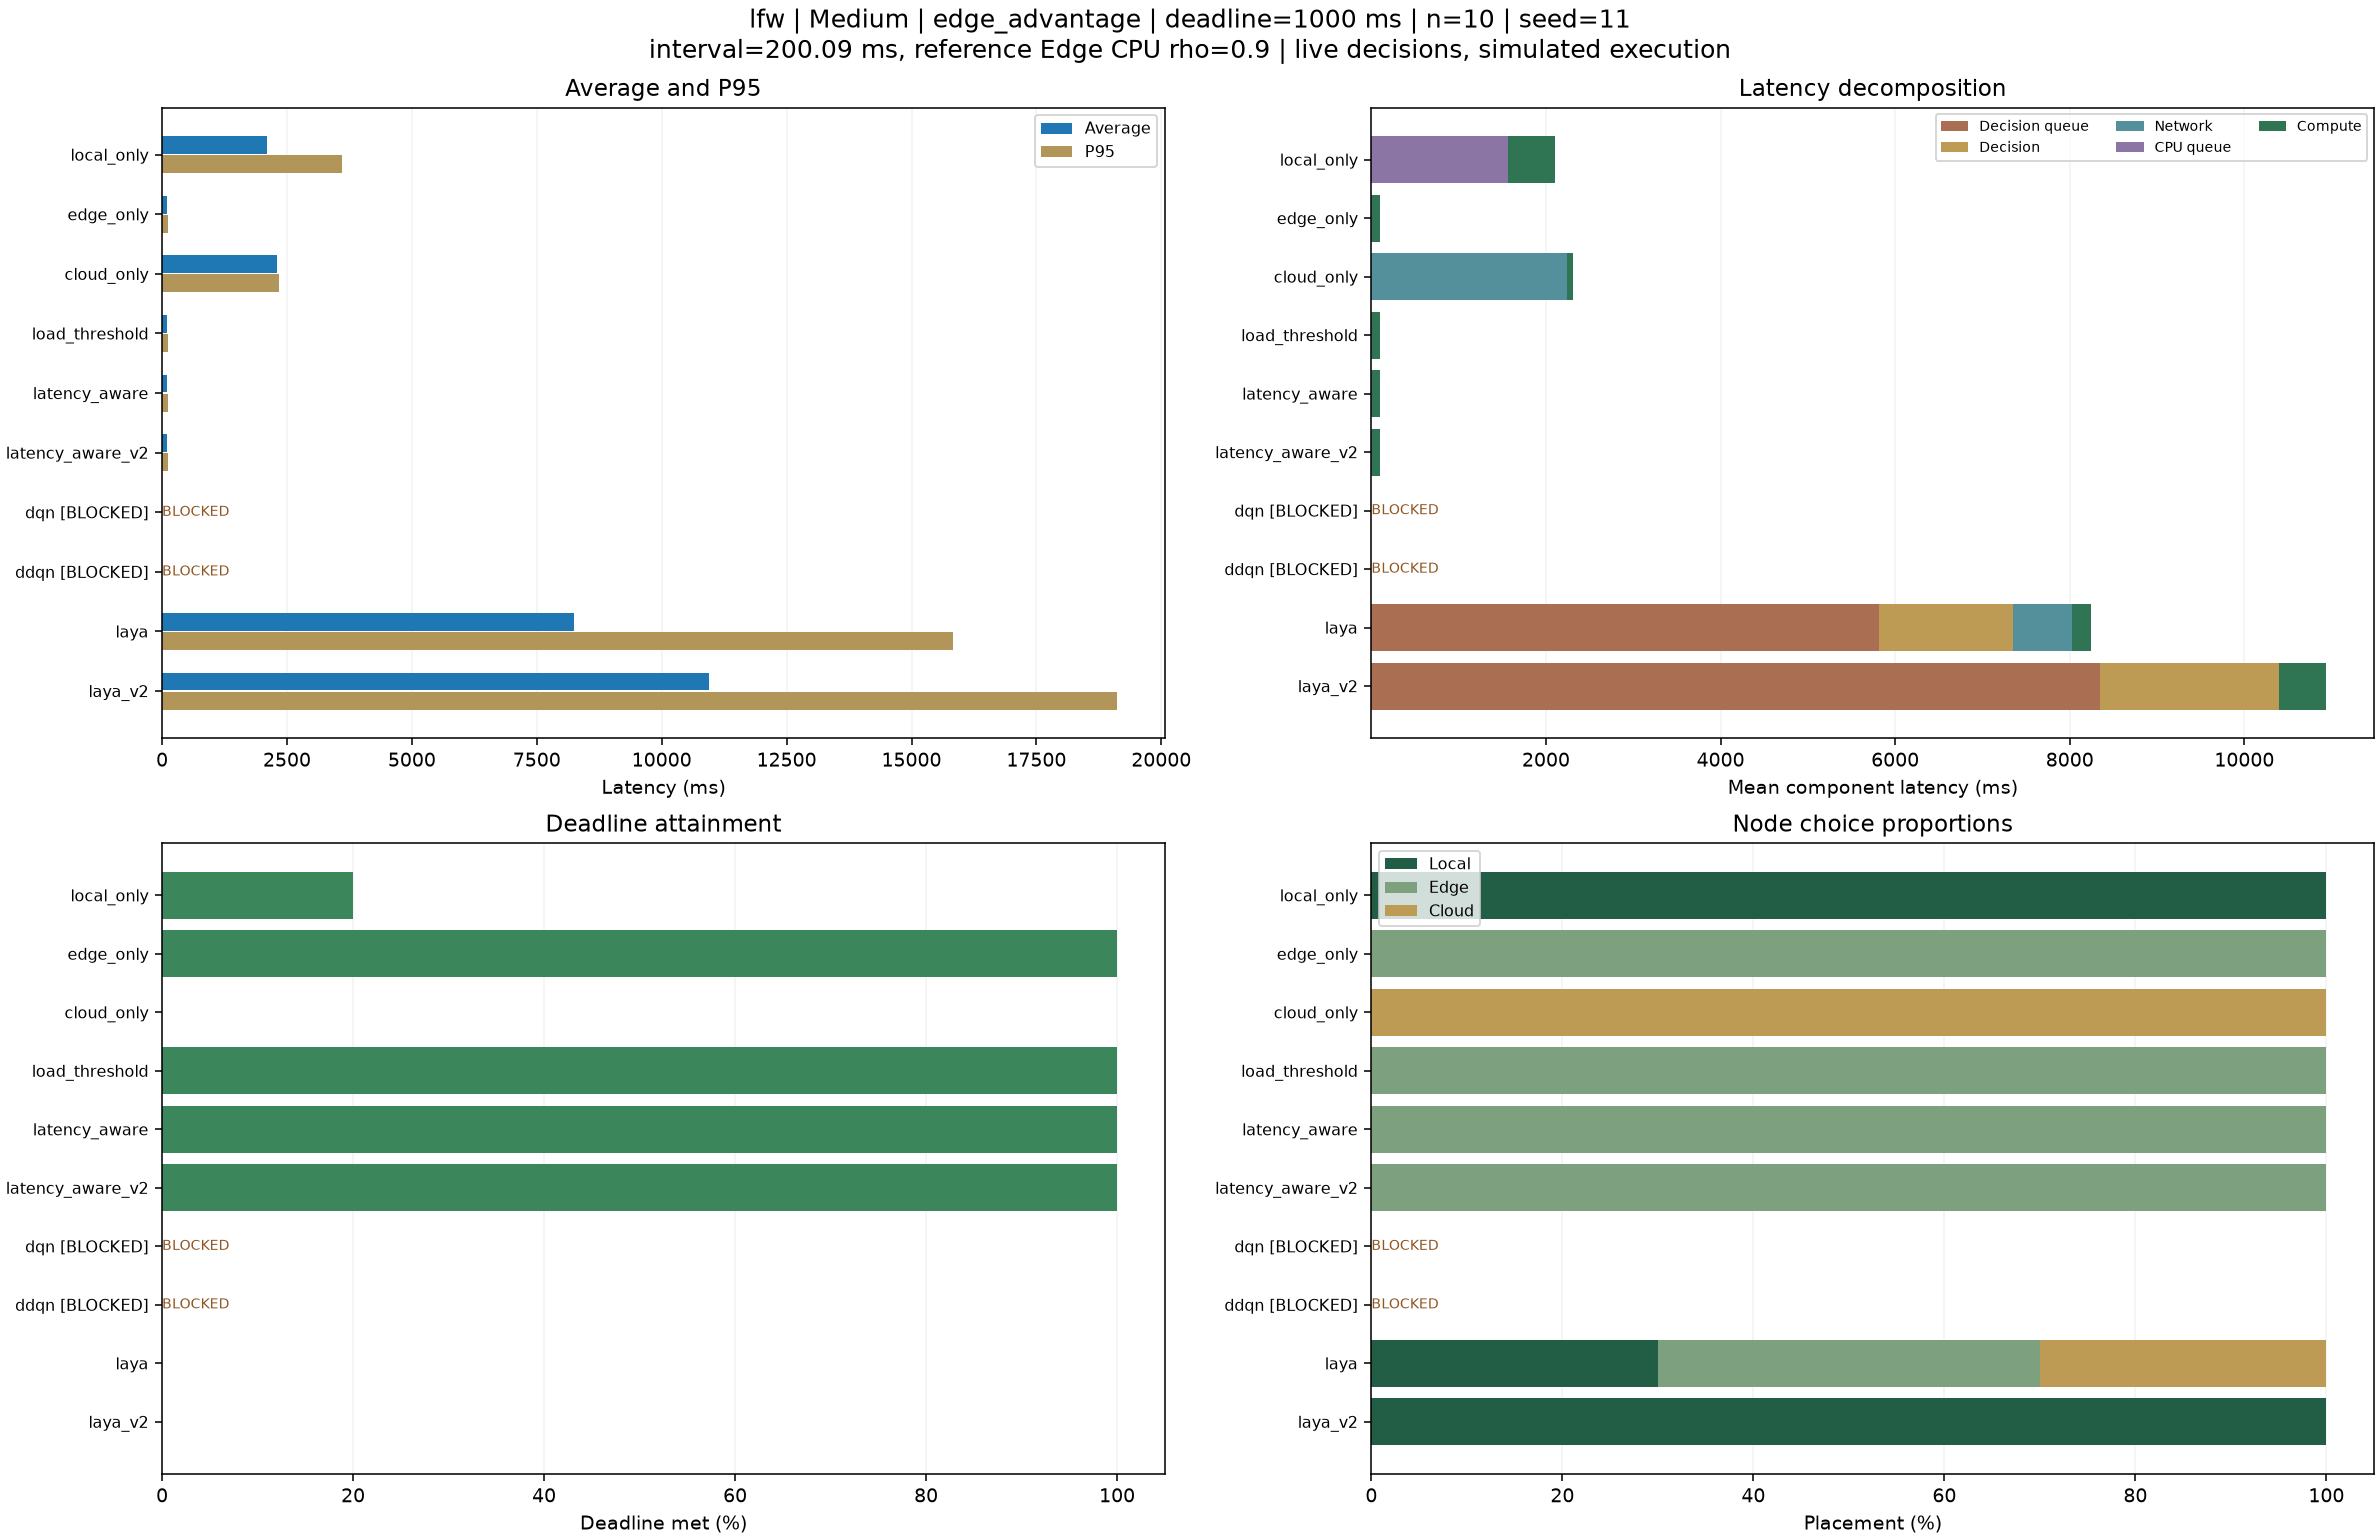 lfw | Medium | edge_advantage | deadline=1000 ms | n=10 | seed=11
interval=200.09 ms, reference Edge CPU rho=0.9 | live decisions, simulated execution
Average and P95
Average
P95
local_only
edge_only
cloud_only
load_threshold
latency_aware
latency_aware_v2
dqn [BLOCKED] BLOCKED
ddqn [BLOCKED] BLOCKED
laya
laya_v2
0 2500 5000 7500 10000 12500 15000 17500 20000
Latency (ms)
Latency decomposition
Decision queue Network Compute
Decision CPU queue
local_only
edge_only
cloud_only
load_threshold
latency_aware
latency_aware_v2
dqn [BLOCKED] BLOCKED
ddqn [BLOCKED] BLOCKED
laya
laya_v2
2000 4000 6000 8000 10000
Mean component latency (ms)
Deadline attainment
local_only
edge_only
cloud_only
load_threshold
latency_aware
latency_aware_v2
dqn [BLOCKED] BLOCKED
ddqn [BLOCKED] BLOCKED
laya
laya_v2
0 20 40 60 80 100
Deadline met (%)
Node choice proportions
Local
Edge
Cloud
local_only
edge_only
cloud_only
load_threshold
latency_aware
latency_aware_v2
dqn [BLOCKED] BLOCKED
ddqn [BLOCKED] BLOCKED
laya
laya_v2
0 20 40 60 80 100
Placement (%)